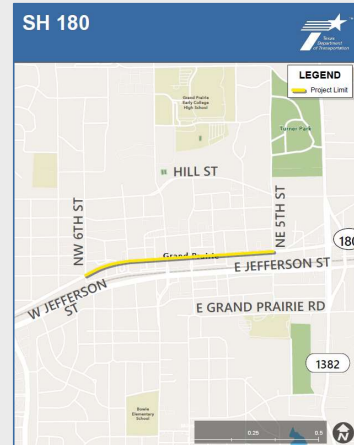 SH 180
Texas
Department
of Transportation
LEGEND
Project Limit
Grand Prairie
Early College
High School
Turner Park
HILL ST
NW 6TH ST
NE 5TH ST
180
Grand Prairie
E JEFFERSON ST
W JEFFERSON
ST
E GRAND PRAIRIE RD
1382
Bowie
Elementary
School
0.25
0.5
N